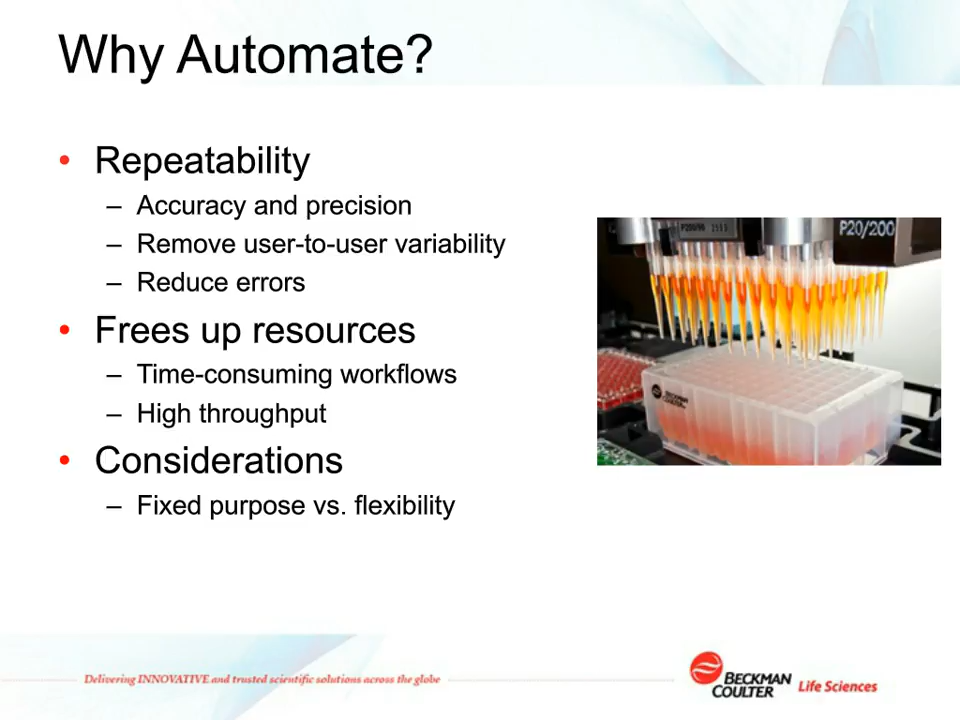 Why Automate?
• Repeatability
– Accuracy and precision
– Remove user-to-user variability
– Reduce errors
• Frees up resources
– Time-consuming workflows
– High throughput
• Considerations
– Fixed purpose vs. flexibility
P20/200
BECKMAN
COULTER
Delivering INNOVATIVE and trusted scientific solutions across the globe
BECKMAN
COULTER
Life Sciences